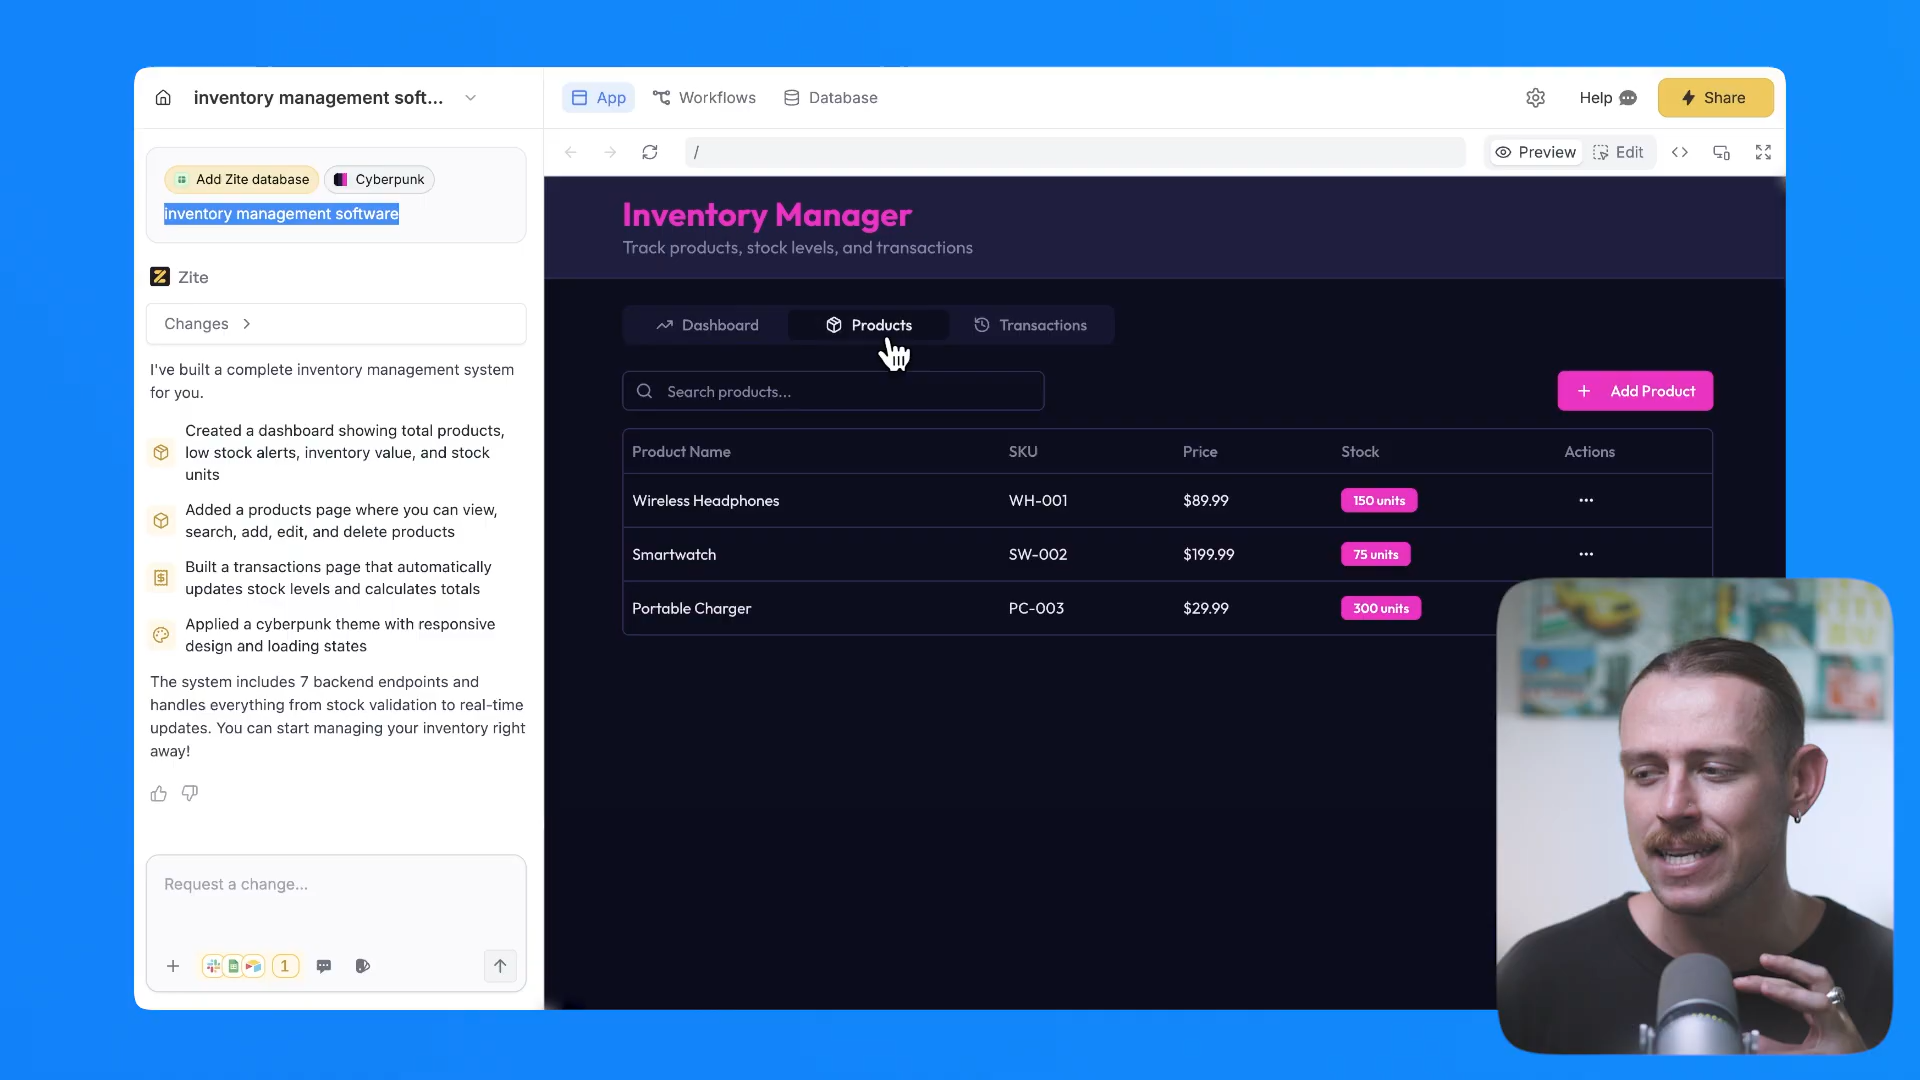 inventory management soft...
App
Workflows
Database
Help
Share
/
Preview
Edit
Add Zite database
Cyberpunk
inventory management software
Zite
Changes
I've built a complete inventory management system
for you.
Created a dashboard showing total products,
low stock alerts, inventory value, and stock
units
Added a products page where you can view,
search, add, edit, and delete products
Built a transactions page that automatically
updates stock levels and calculates totals
Applied a cyberpunk theme with responsive
design and loading states
The system includes 7 backend endpoints and
handles everything from stock validation to real-time
updates. You can start managing your inventory right
away!
Request a change...
1
Inventory Manager
Track products, stock levels, and transactions
Dashboard
Products
Transactions
Search products...
Add Product
Product Name SKU Price Stock Actions
Wireless Headphones WH-001 $89.99 150 units
Smartwatch SW-002 $199.99 75 units
Portable Charger PC-003 $29.99 300 units